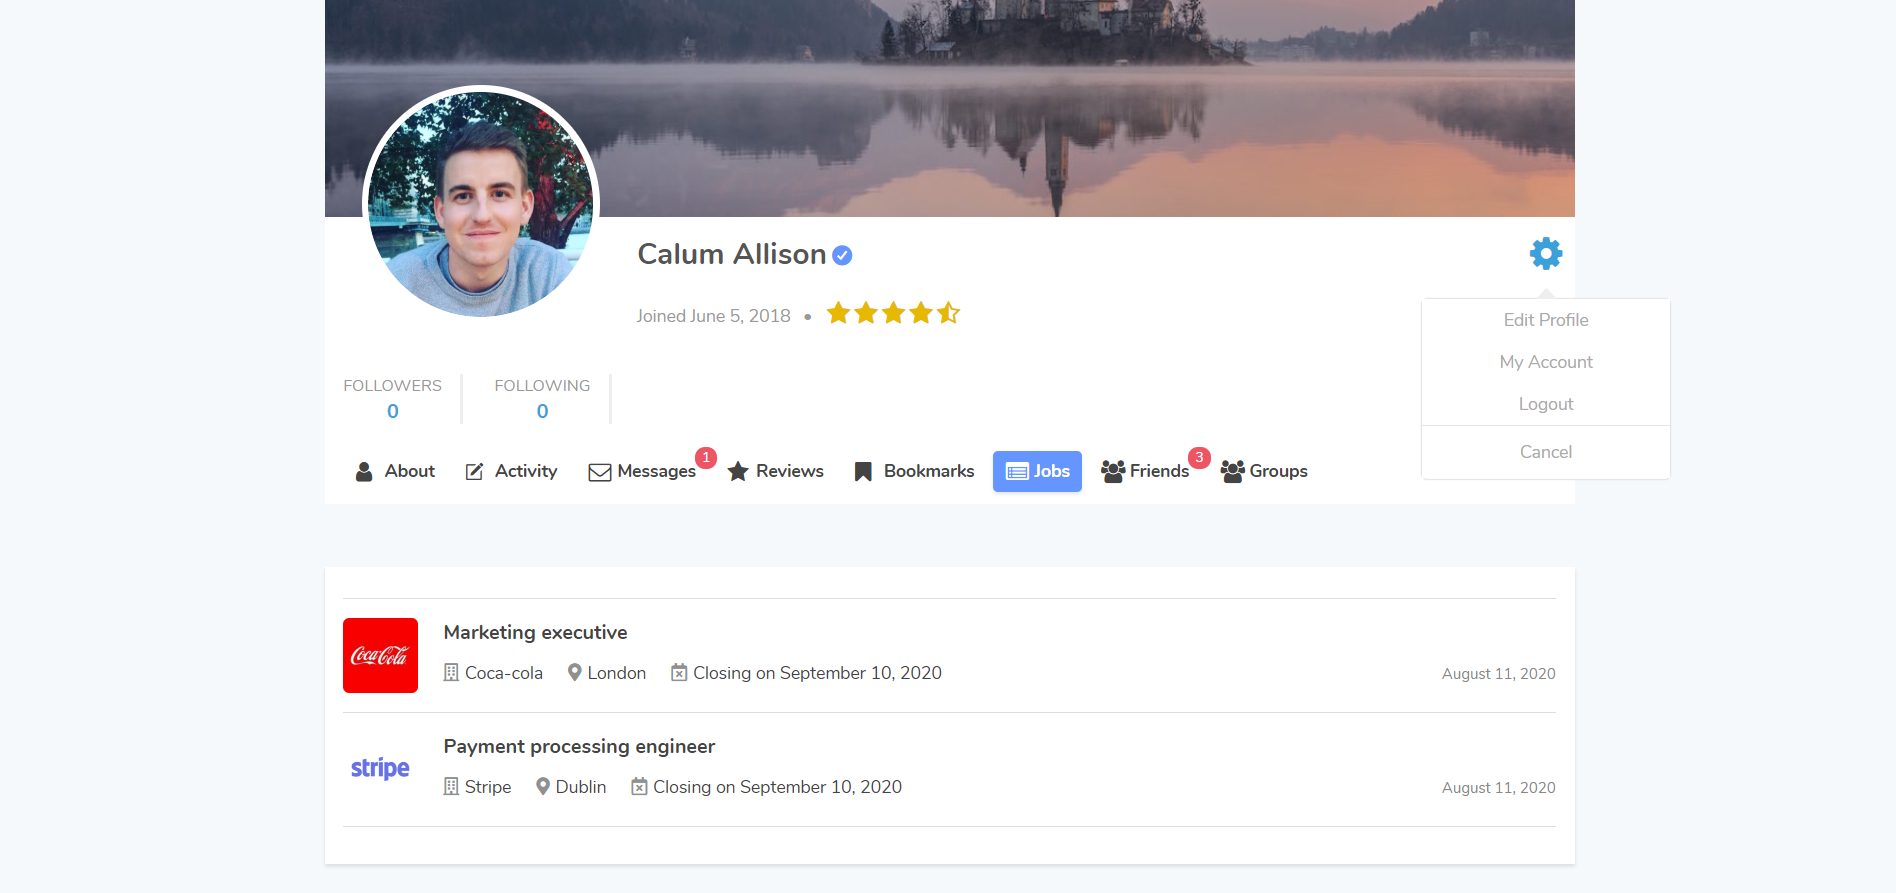 Calum Allison
Joined June 5, 2018 •
Edit Profile
My Account
Logout
Cancel
FOLLOWERS
0
FOLLOWING
0
About
Activity
Messages 1
Reviews
Bookmarks
Jobs
Friends 3
Groups
Coca-Cola
Marketing executive
Coca-cola London Closing on September 10, 2020 August 11, 2020
stripe
Payment processing engineer
Stripe Dublin Closing on September 10, 2020 August 11, 2020